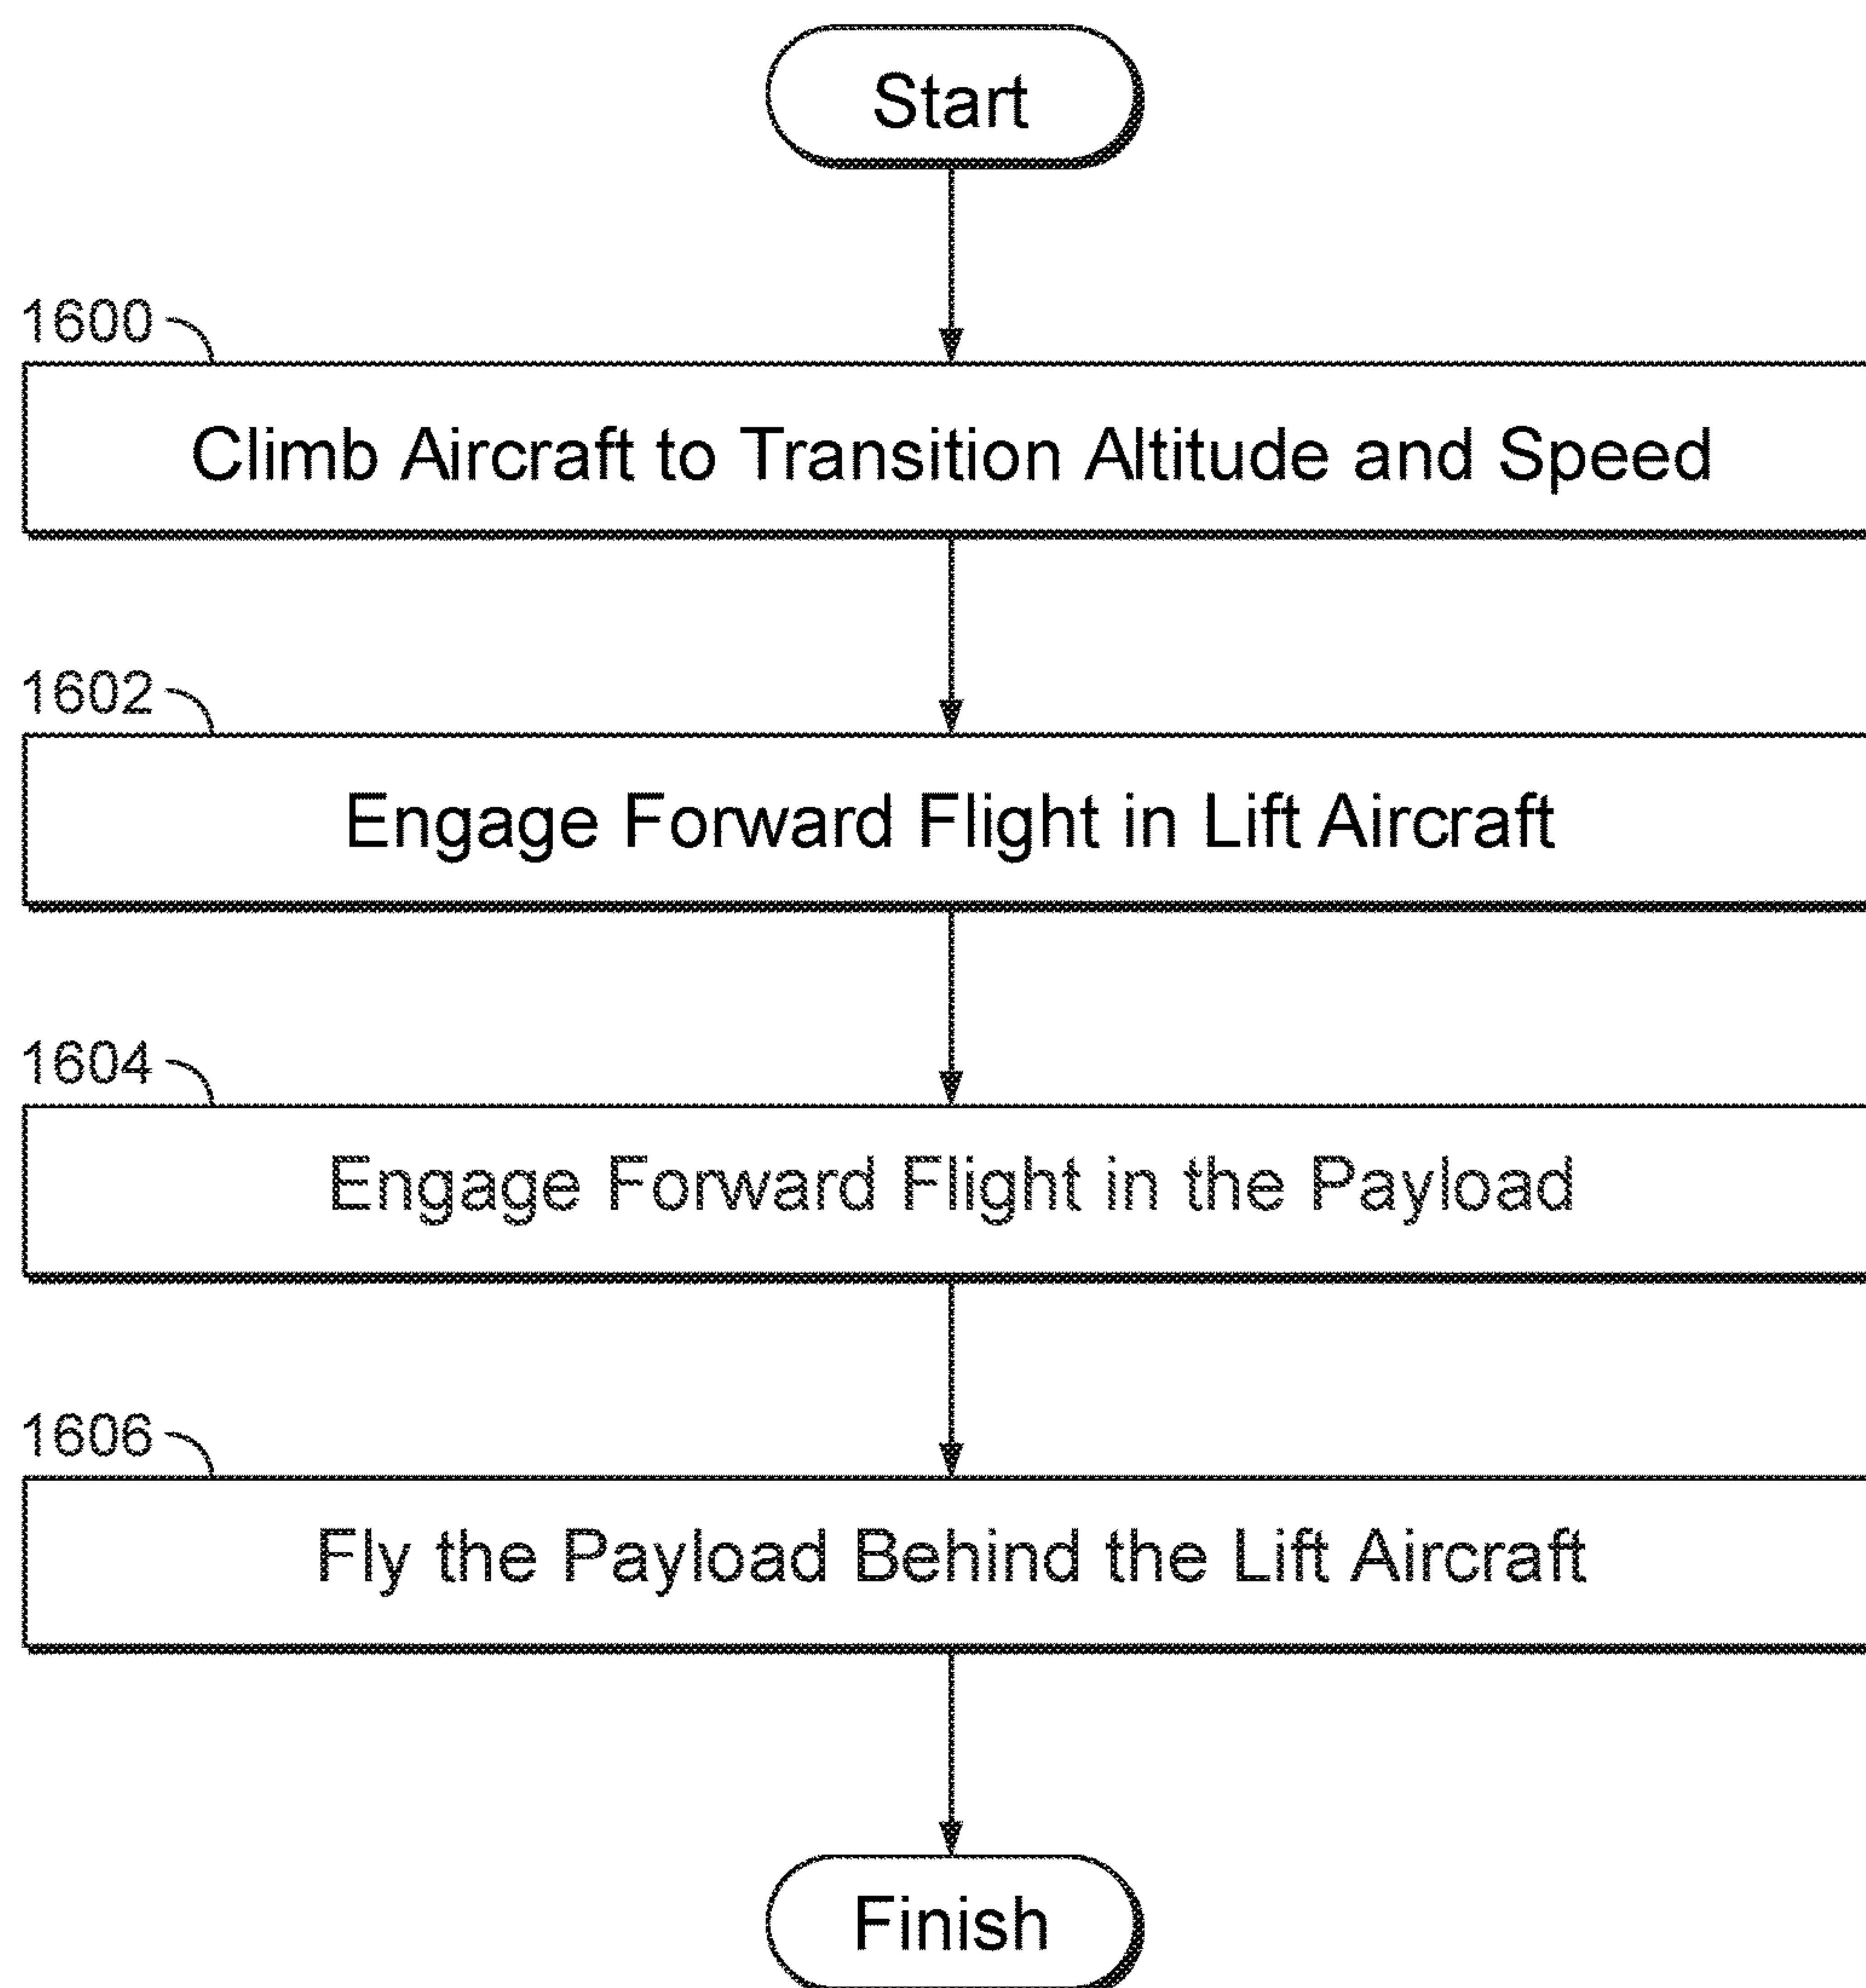 Start
1600
Climb Aircraft to Transition Altitude and Speed
1602
Engage Forward Flight in Lift Aircraft
1604
Engage Forward Flight in the Payload
1606
Fly the Payload Behind the Lift Aircraft
Finish